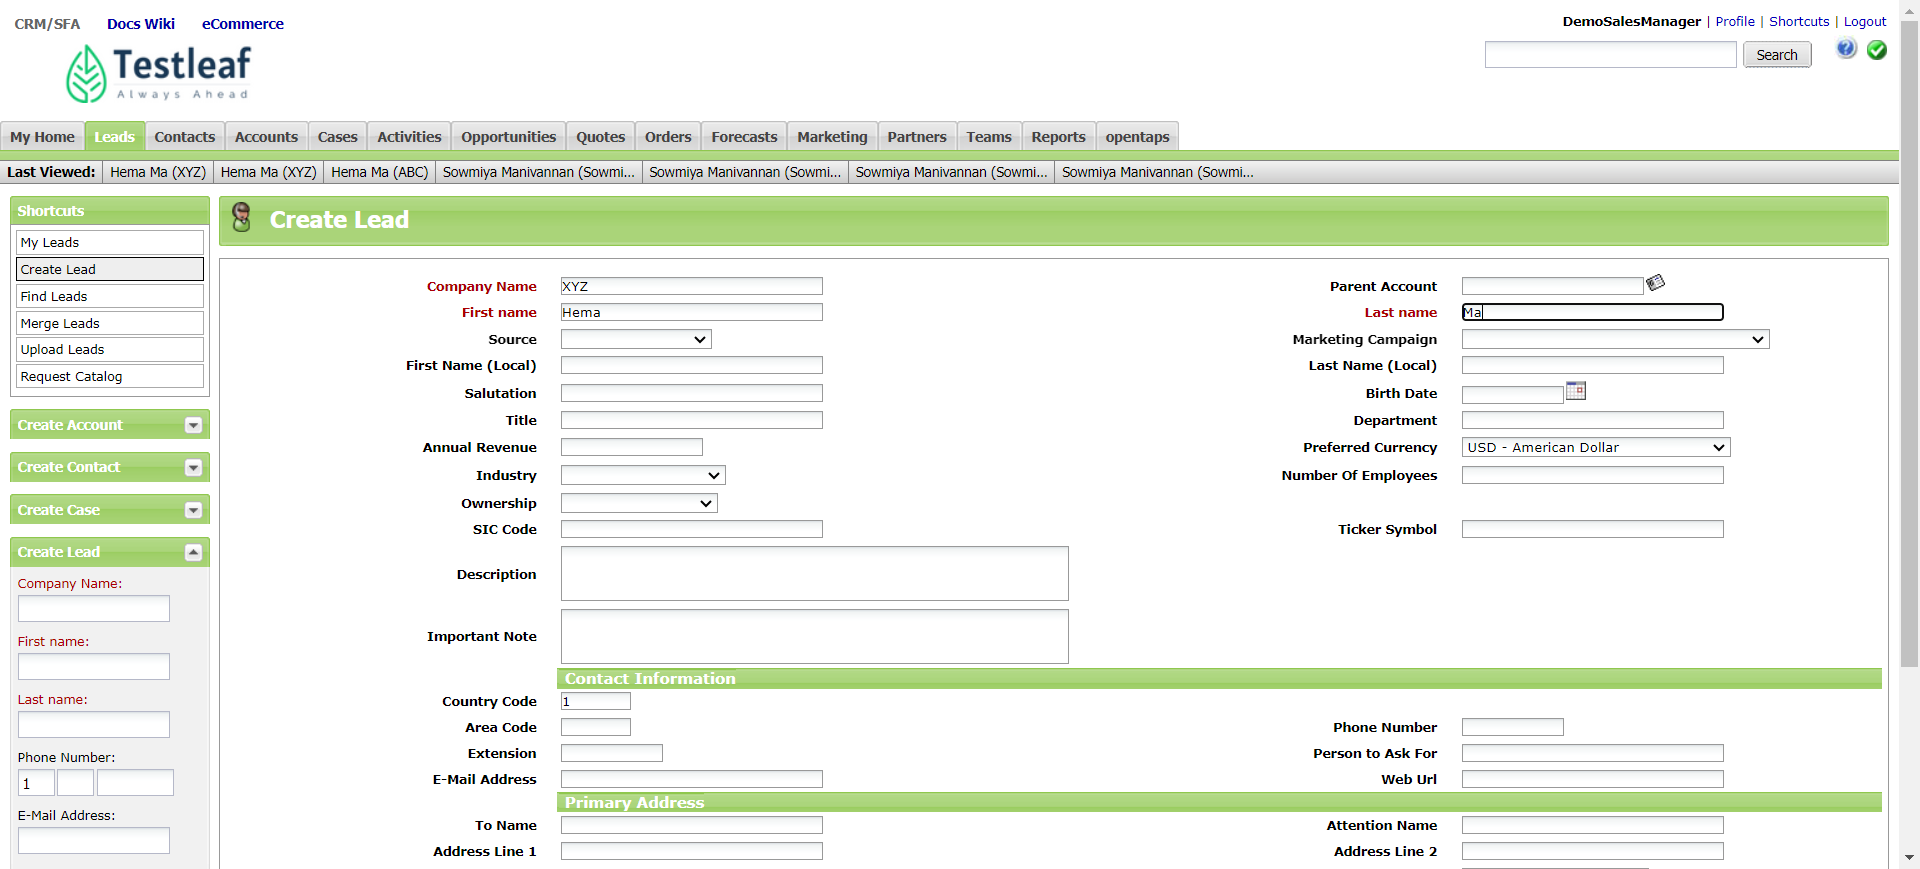 CRM/SFA Docs Wiki eCommerce
DemoSalesManager | Profile | Shortcuts | Logout
Testleaf
Always Ahead
Search
My Home Leads Contacts Accounts Cases Activities Opportunities Quotes Orders Forecasts Marketing Partners Teams Reports opentaps
Last Viewed: Hema Ma (XYZ) Hema Ma (XYZ) Hema Ma (ABC) Sowmiya Manivannan (Sowmi... Sowmiya Manivannan (Sowmi... Sowmiya Manivannan (Sowmi... Sowmiya Manivannan (Sowmi...
Shortcuts
My Leads
Create Lead
Find Leads
Merge Leads
Upload Leads
Request Catalog
Create Account
Create Contact
Create Case
Create Lead
Company Name:
First name:
Last name:
Phone Number:
1
E-Mail Address:
Create Lead
Company Name XYZ Parent Account
First name Hema Last name Ma
Source Marketing Campaign
First Name (Local) Last Name (Local)
Salutation Birth Date
Title Department
Annual Revenue Preferred Currency USD - American Dollar
Industry Number Of Employees
Ownership
SIC Code Ticker Symbol
Description
Important Note
Contact Information
Country Code 1
Area Code Phone Number
Extension Person to Ask For
E-Mail Address Web Url
Primary Address
To Name Attention Name
Address Line 1 Address Line 2